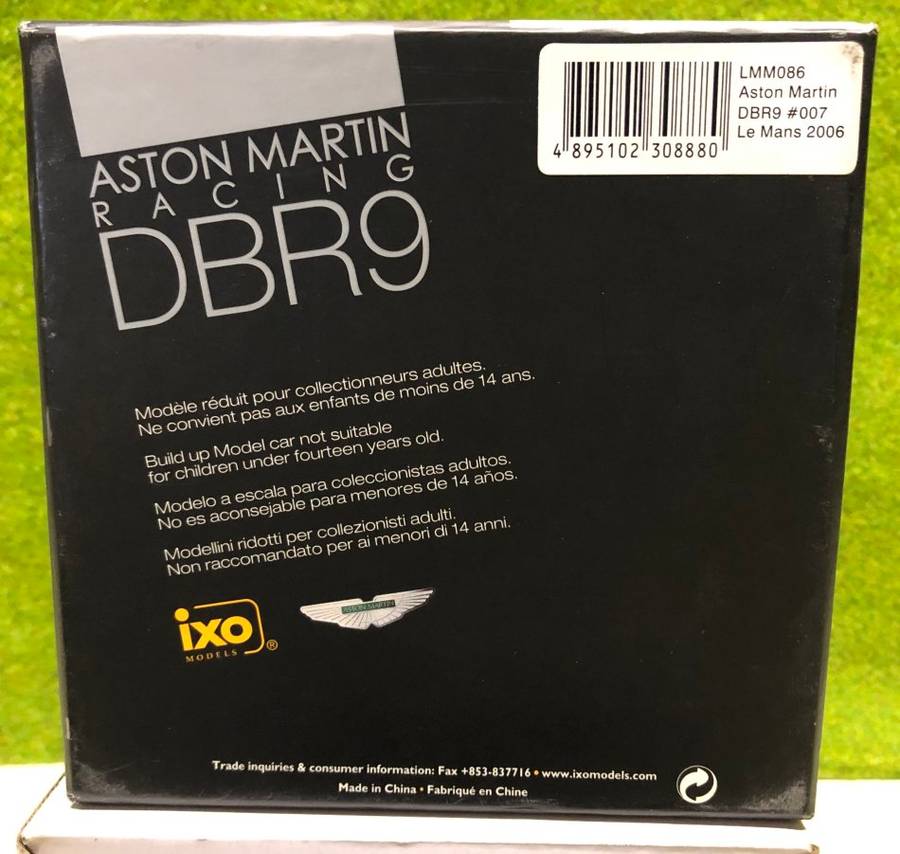 LMM086
Aston Martin
DBR9 #007
Le Mans 2006
4 895102 308880
ASTON MARTIN
RACING
DBR9
Modèle réduit pour collectionneurs adultes.
Ne convient pas aux enfants de moins de 14 ans.
Build up Model car not suitable
for children under fourteen years old.
Modelo a escala para coleccionistas adultos.
No es aconsejable para menores de 14 años.
Modellini ridotti per collezionisti adulti.
Non raccomandato per ai menori di 14 anni.
ixo
MODELS ®
ASTON MARTIN
Trade inquiries & consumer information: Fax +853-837716 • www.ixomodels.com
Made in China • Fabriqué en Chine